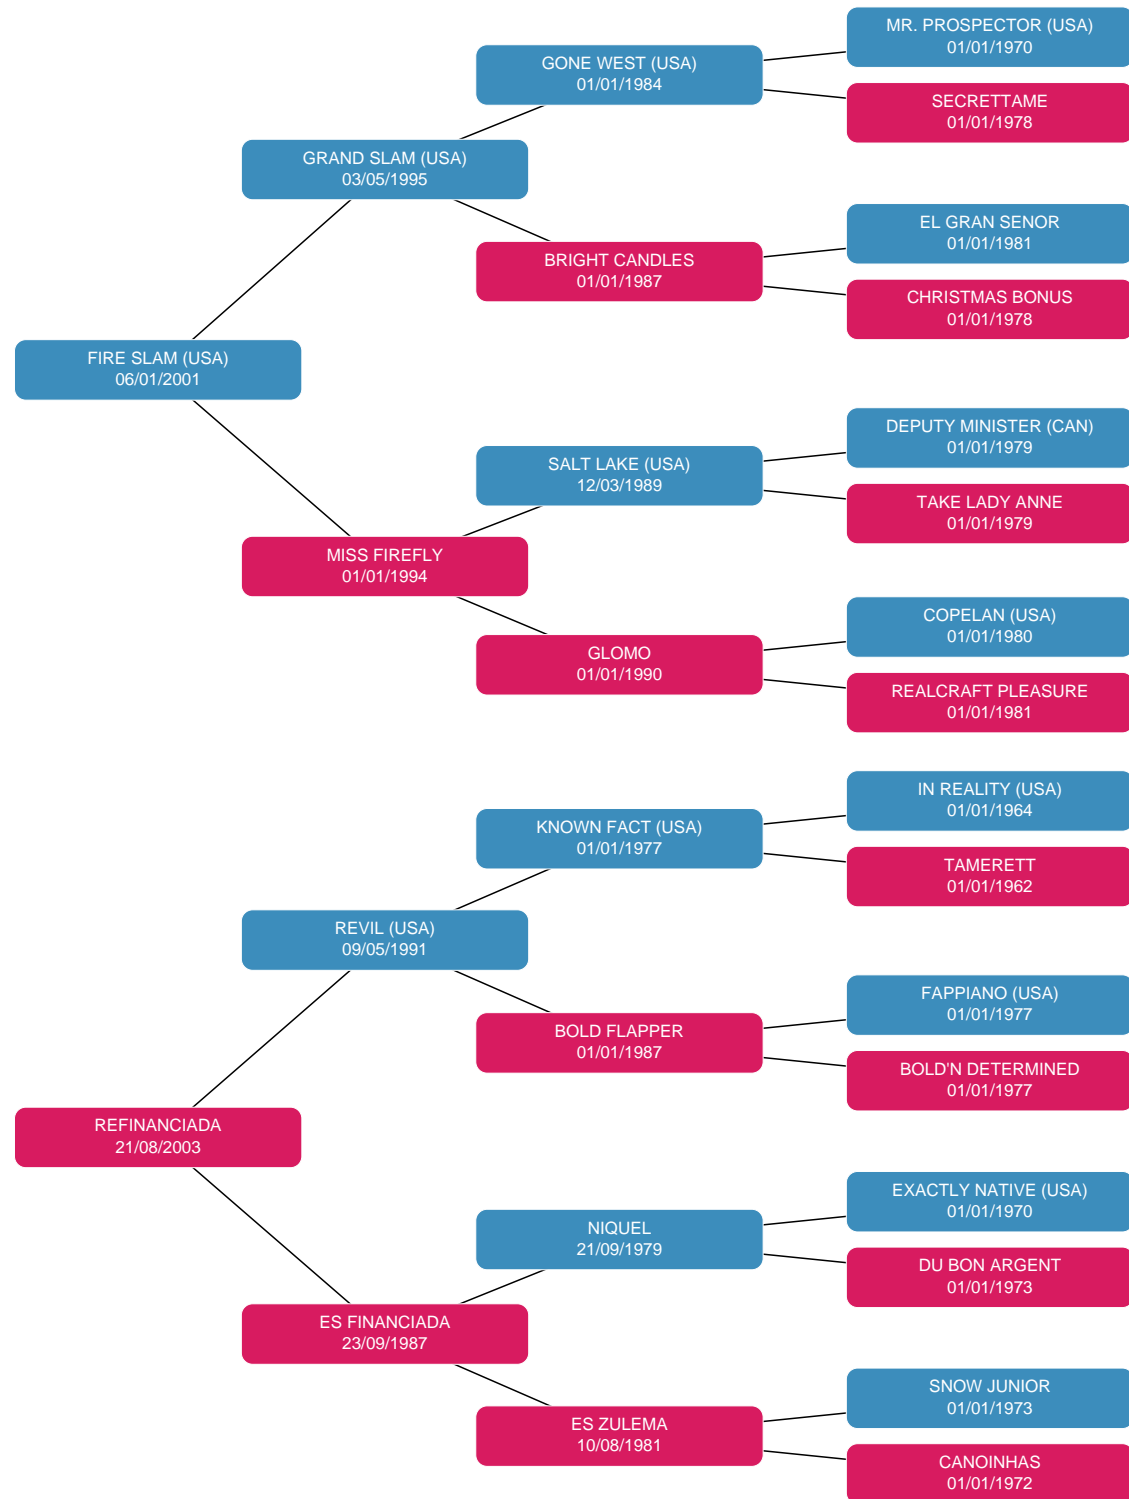 MR. PROSPECTOR (USA)
01/01/1970
GONE WEST (USA)
01/01/1984
SECRETTAME
01/01/1978
GRAND SLAM (USA)
03/05/1995
EL GRAN SENOR
01/01/1981
BRIGHT CANDLES
01/01/1987
CHRISTMAS BONUS
01/01/1978
FIRE SLAM (USA)
06/01/2001
DEPUTY MINISTER (CAN)
01/01/1979
SALT LAKE (USA)
12/03/1989
TAKE LADY ANNE
01/01/1979
MISS FIREFLY
01/01/1994
COPELAN (USA)
01/01/1980
GLOMO
01/01/1990
REALCRAFT PLEASURE
01/01/1981
IN REALITY (USA)
01/01/1964
KNOWN FACT (USA)
01/01/1977
TAMERETT
01/01/1962
REVIL (USA)
09/05/1991
FAPPIANO (USA)
01/01/1977
BOLD FLAPPER
01/01/1987
BOLD'N DETERMINED
01/01/1977
REFINANCIADA
21/08/2003
EXACTLY NATIVE (USA)
01/01/1970
NIQUEL
21/09/1979
DU BON ARGENT
01/01/1973
ES FINANCIADA
23/09/1987
SNOW JUNIOR
01/01/1973
ES ZULEMA
10/08/1981
CANOINHAS
01/01/1972